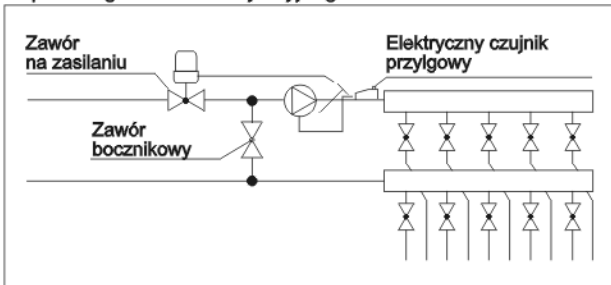 Zawór
na zasilaniu
Elektryczny czujnik
przylgowy
Zawór
bocznikowy